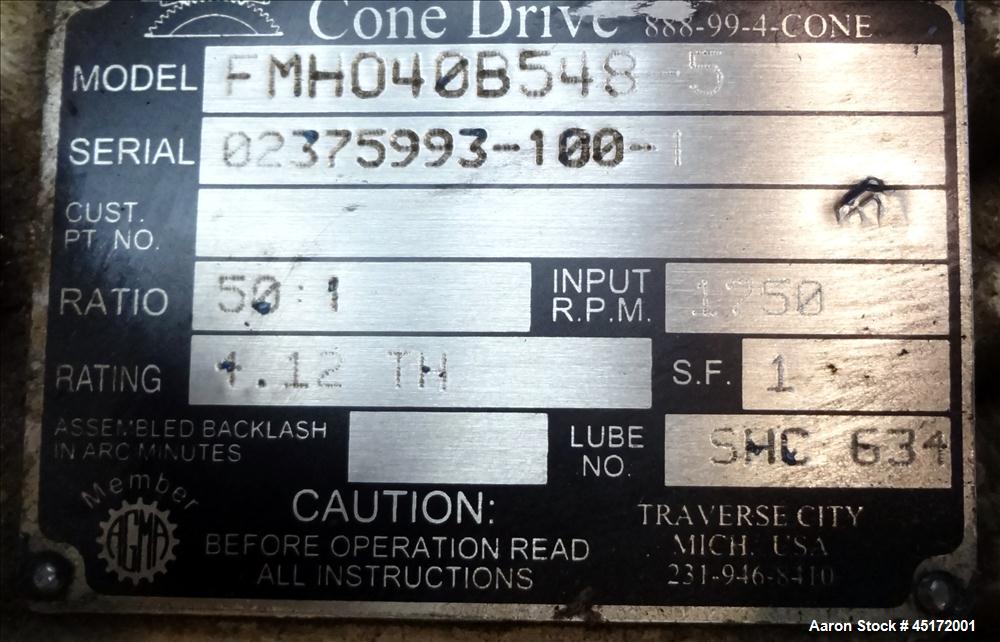 Cone Drive 888-99-4-CONE
MODEL FMHO40B548-5
SERIAL 02375993-100-1
CUST.
PT. NO.
RATIO 50:1 INPUT
R.P.M. 1750
RATING 4.12 TH S.F. 1
ASSEMBLED BACKLASH
IN ARC MINUTES
LUBE
NO. SHC 634
Member
AGMA
CAUTION:
BEFORE OPERATION READ
ALL INSTRUCTIONS
TRAVERSE CITY
MICH. USA
231-946-8410
Aaron Stock # 45172001